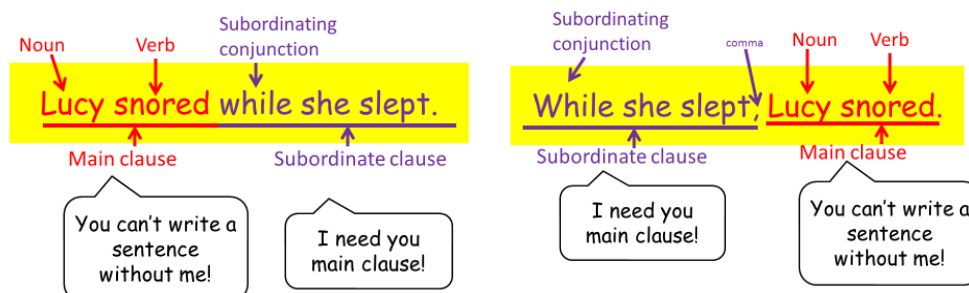 Subordinating
conjunction
Noun
Verb
Lucy snored while she slept.
Main clause
Subordinate clause
You can't write a
sentence
without me!
I need you
main clause!
Subordinating
conjunction
comma
Noun
Verb
While she slept, Lucy snored.
Subordinate clause
Main clause
I need you
main clause!
You can't write a
sentence
without me!